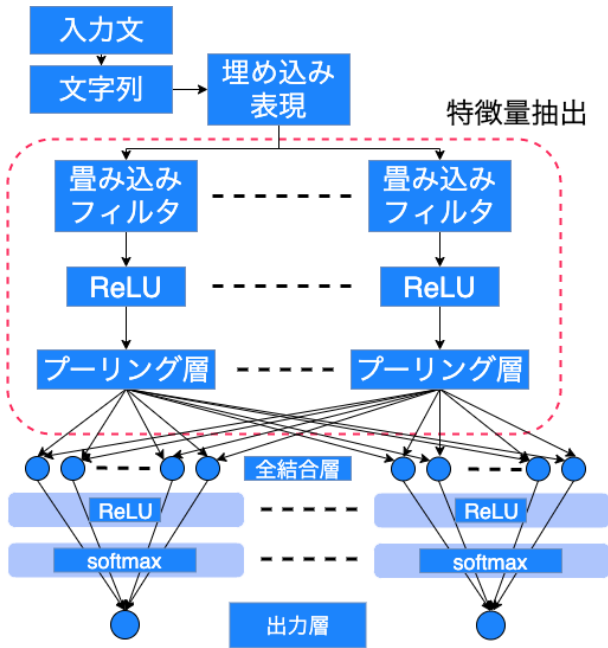 入力文
文字列
埋め込み
表現
特徴量抽出
畳み込み
フィルタ
畳み込み
フィルタ
ReLU
ReLU
プーリング層
プーリング層
全結合層
ReLU
ReLU
softmax
softmax
出力層